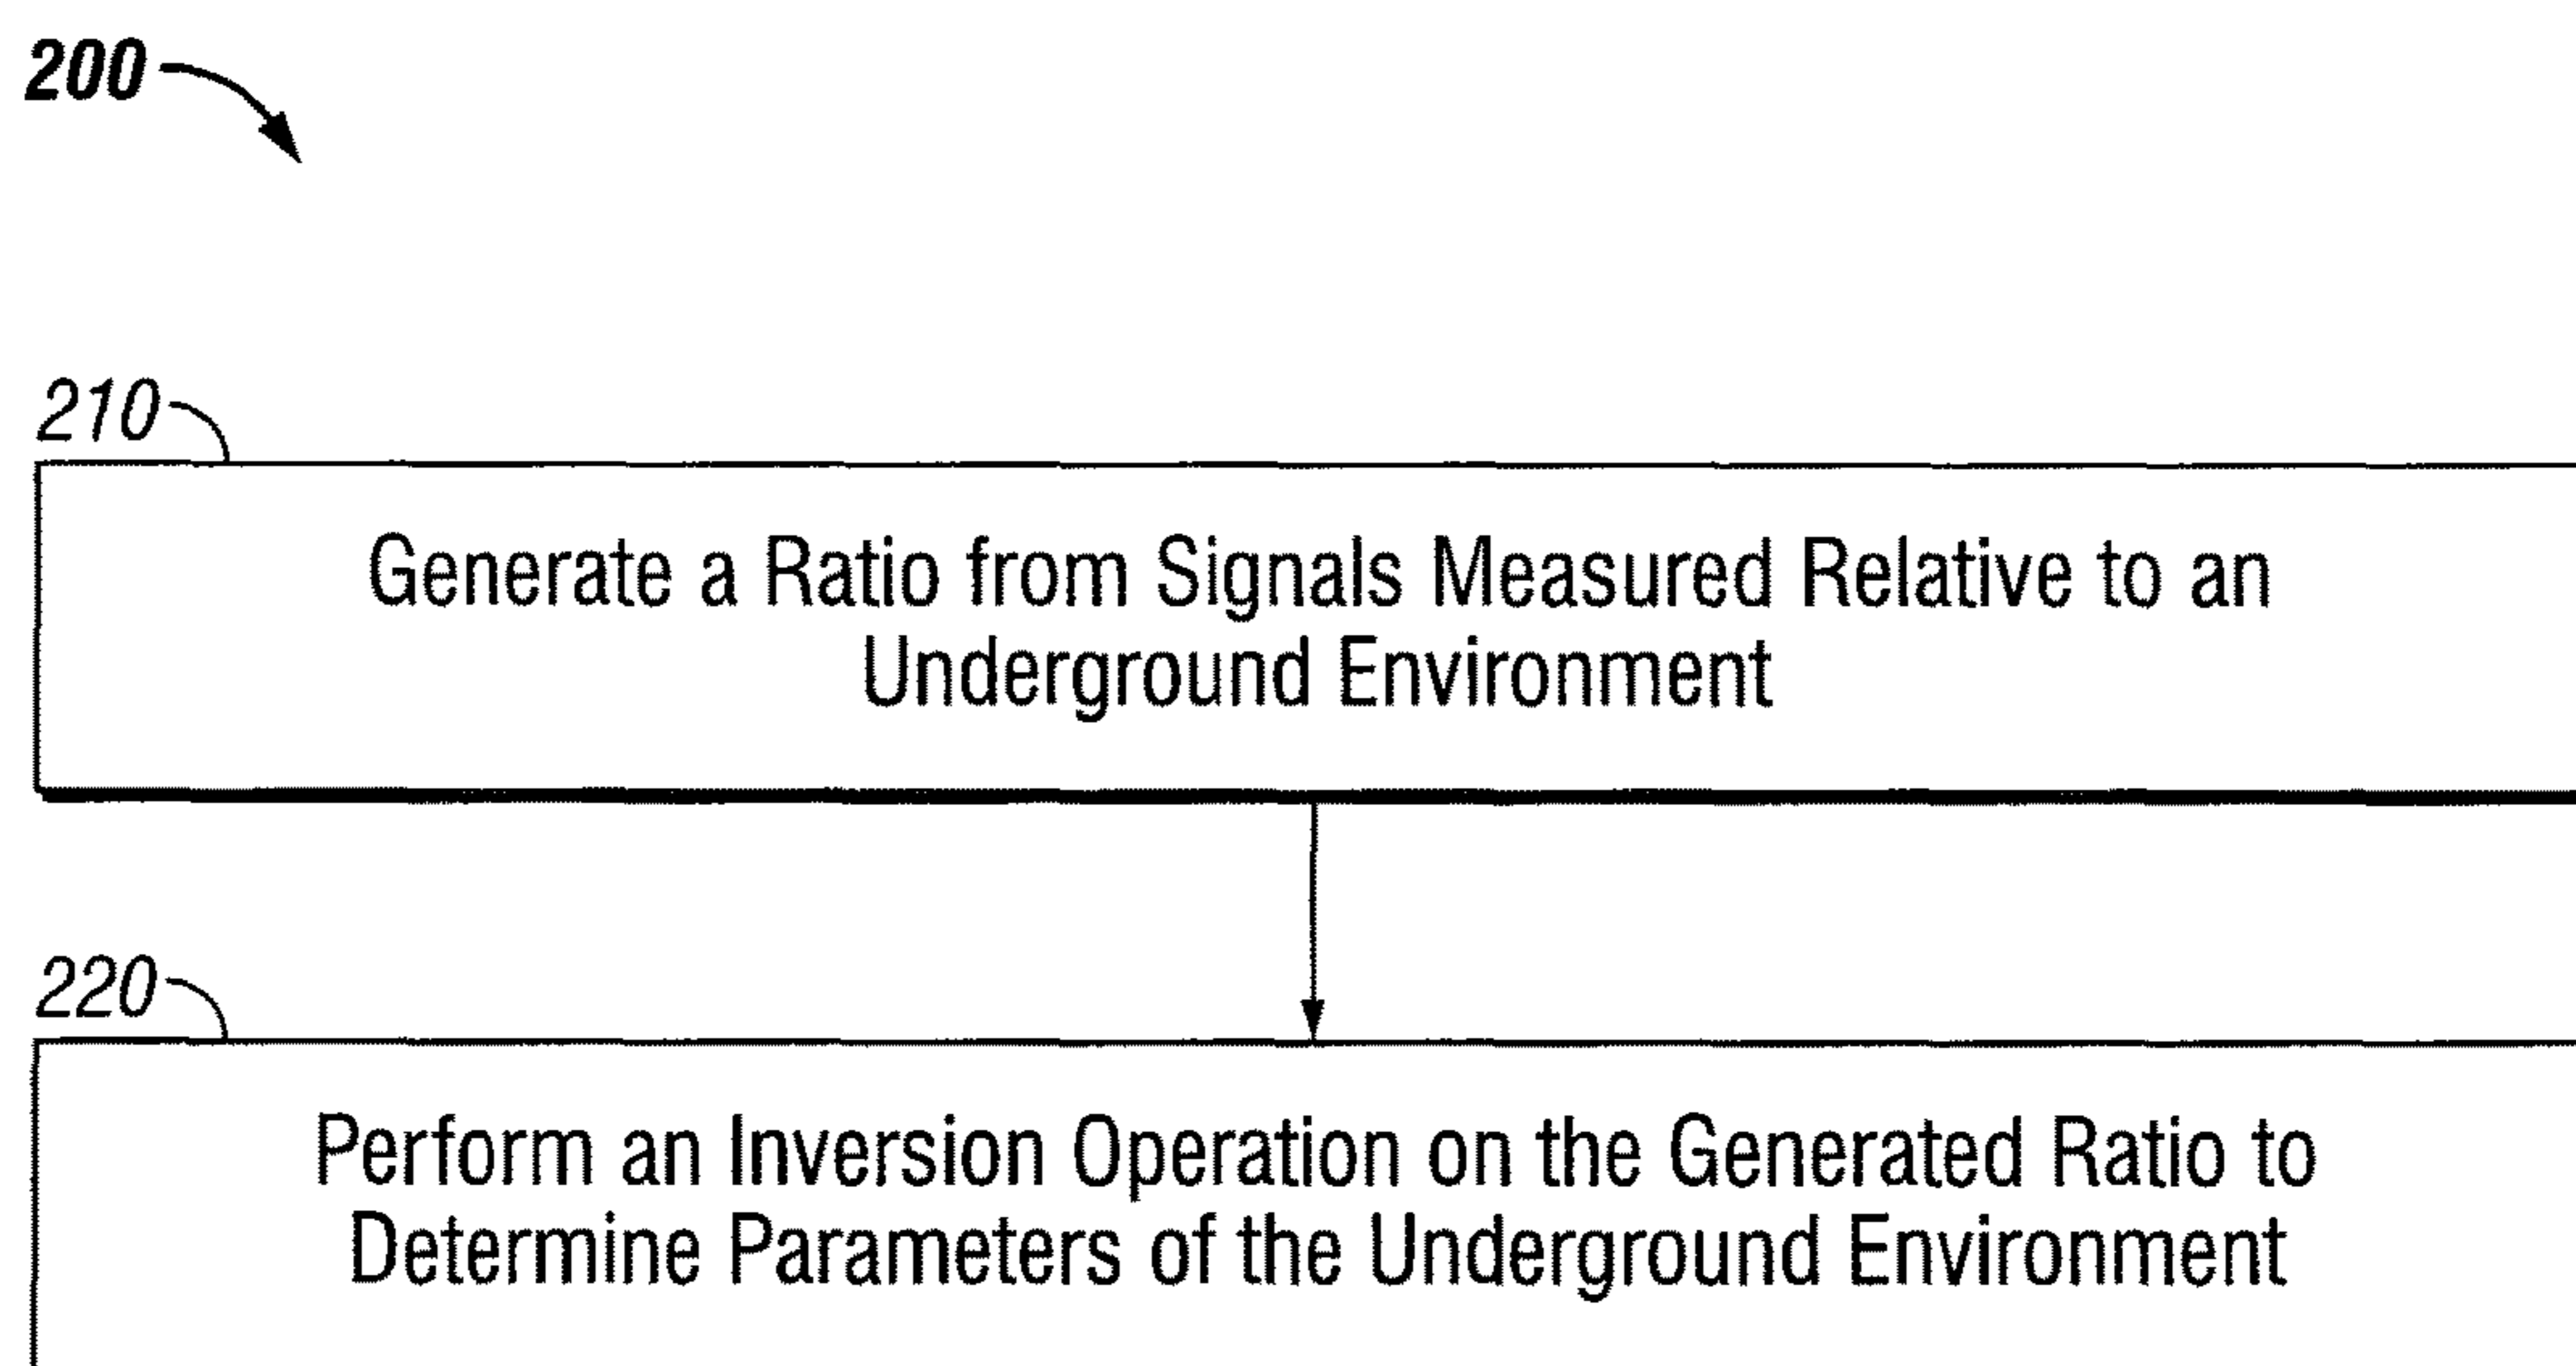 200
210
Generate a Ratio from Signals Measured Relative to an
Underground Environment
220
Perform an Inversion Operation on the Generated Ratio to
Determine Parameters of the Underground Environment